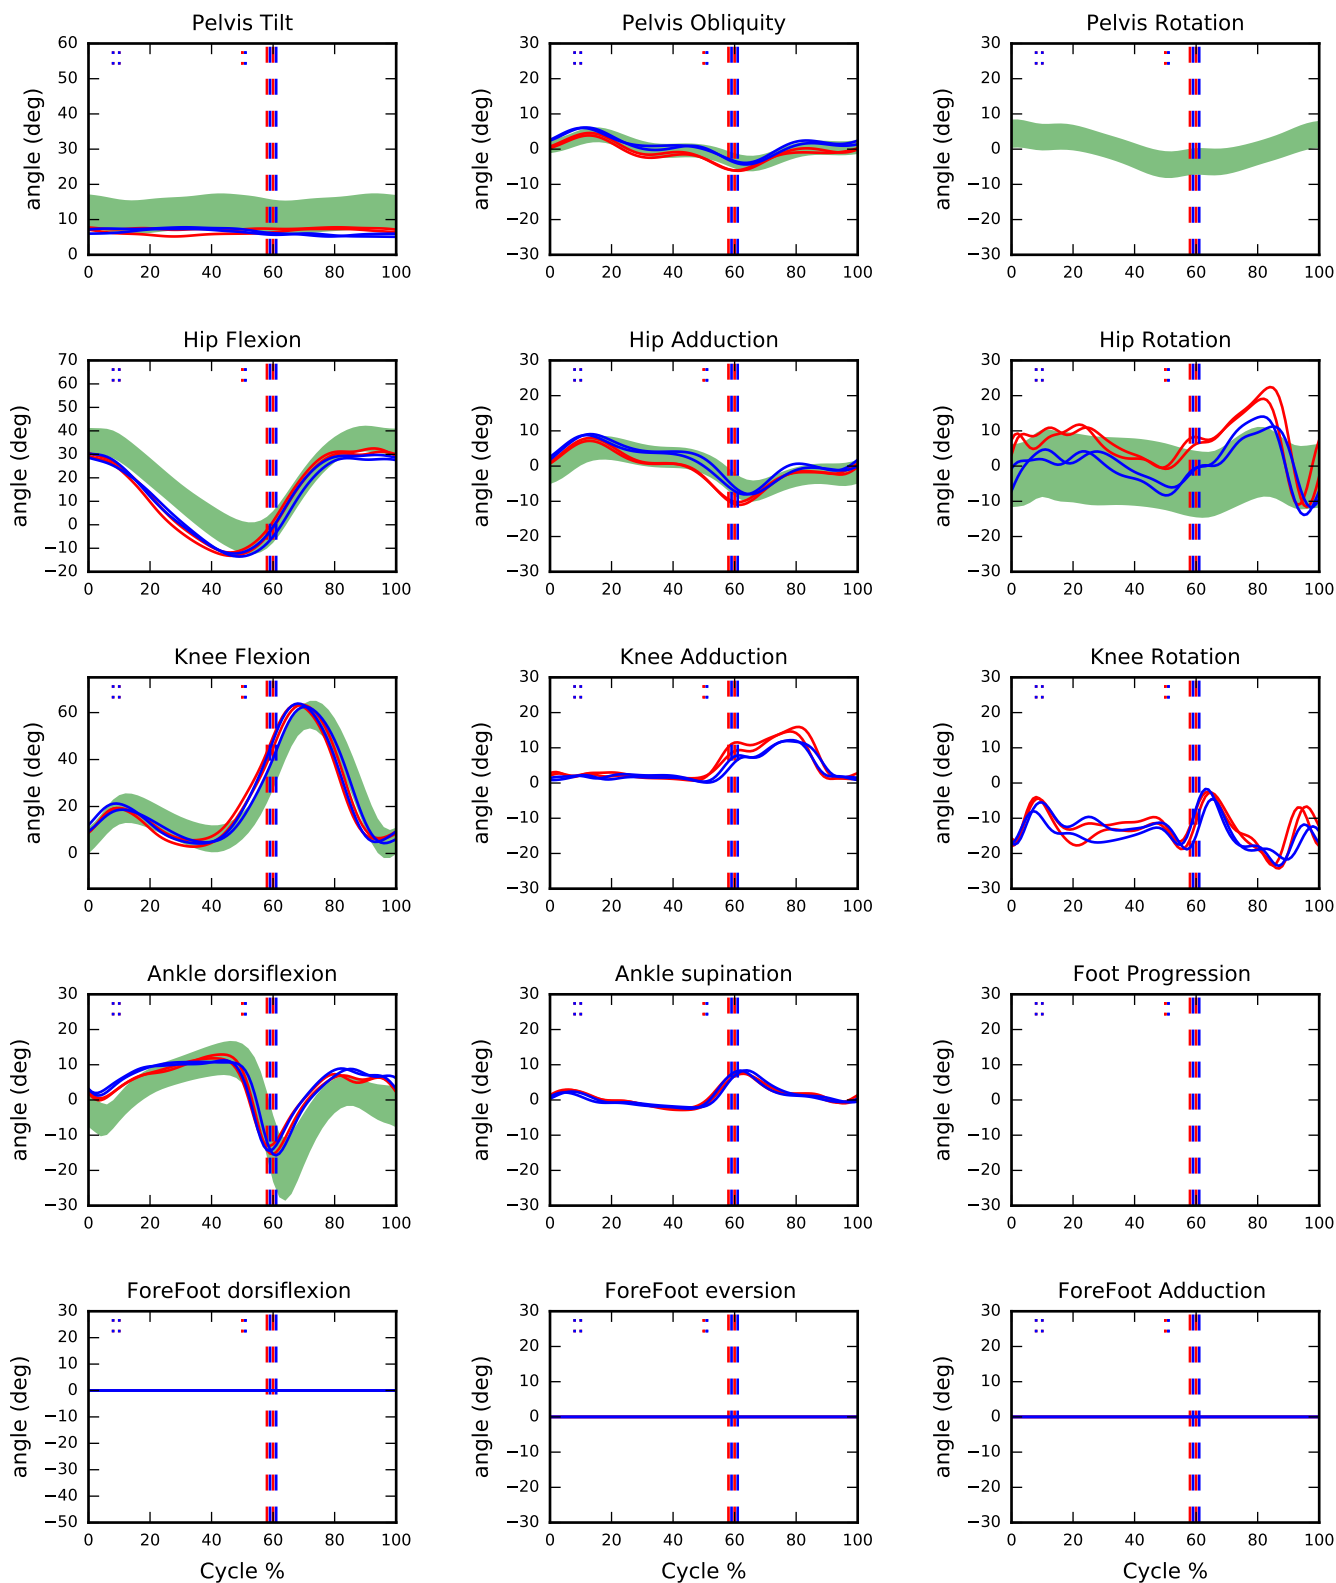 Pelvis Tilt
angle (deg)
60
50
40
30
20
10
0
0 20 40 60 80 100
Pelvis Obliquity
angle (deg)
30
20
10
0
−10
−20
−30
0 20 40 60 80 100
Pelvis Rotation
angle (deg)
30
20
10
0
−10
−20
−30
0 20 40 60 80 100
Hip Flexion
angle (deg)
70
60
50
40
30
20
10
0
−10
−20
0 20 40 60 80 100
Hip Adduction
angle (deg)
30
20
10
0
−10
−20
−30
0 20 40 60 80 100
Hip Rotation
angle (deg)
30
20
10
0
−10
−20
−30
0 20 40 60 80 100
Knee Flexion
angle (deg)
60
40
20
0
0 20 40 60 80 100
Knee Adduction
angle (deg)
30
20
10
0
−10
−20
−30
0 20 40 60 80 100
Knee Rotation
angle (deg)
30
20
10
0
−10
−20
−30
0 20 40 60 80 100
Ankle dorsiflexion
angle (deg)
30
20
10
0
−10
−20
−30
0 20 40 60 80 100
Ankle supination
angle (deg)
30
20
10
0
−10
−20
−30
0 20 40 60 80 100
Foot Progression
angle (deg)
30
20
10
0
−10
−20
−30
0 20 40 60 80 100
ForeFoot dorsiflexion
angle (deg)
30
20
10
0
−10
−20
−30
−40
−50
0 20 40 60 80 100
Cycle %
ForeFoot eversion
angle (deg)
30
20
10
0
−10
−20
−30
0 20 40 60 80 100
Cycle %
ForeFoot Adduction
angle (deg)
30
20
10
0
−10
−20
−30
0 20 40 60 80 100
Cycle %